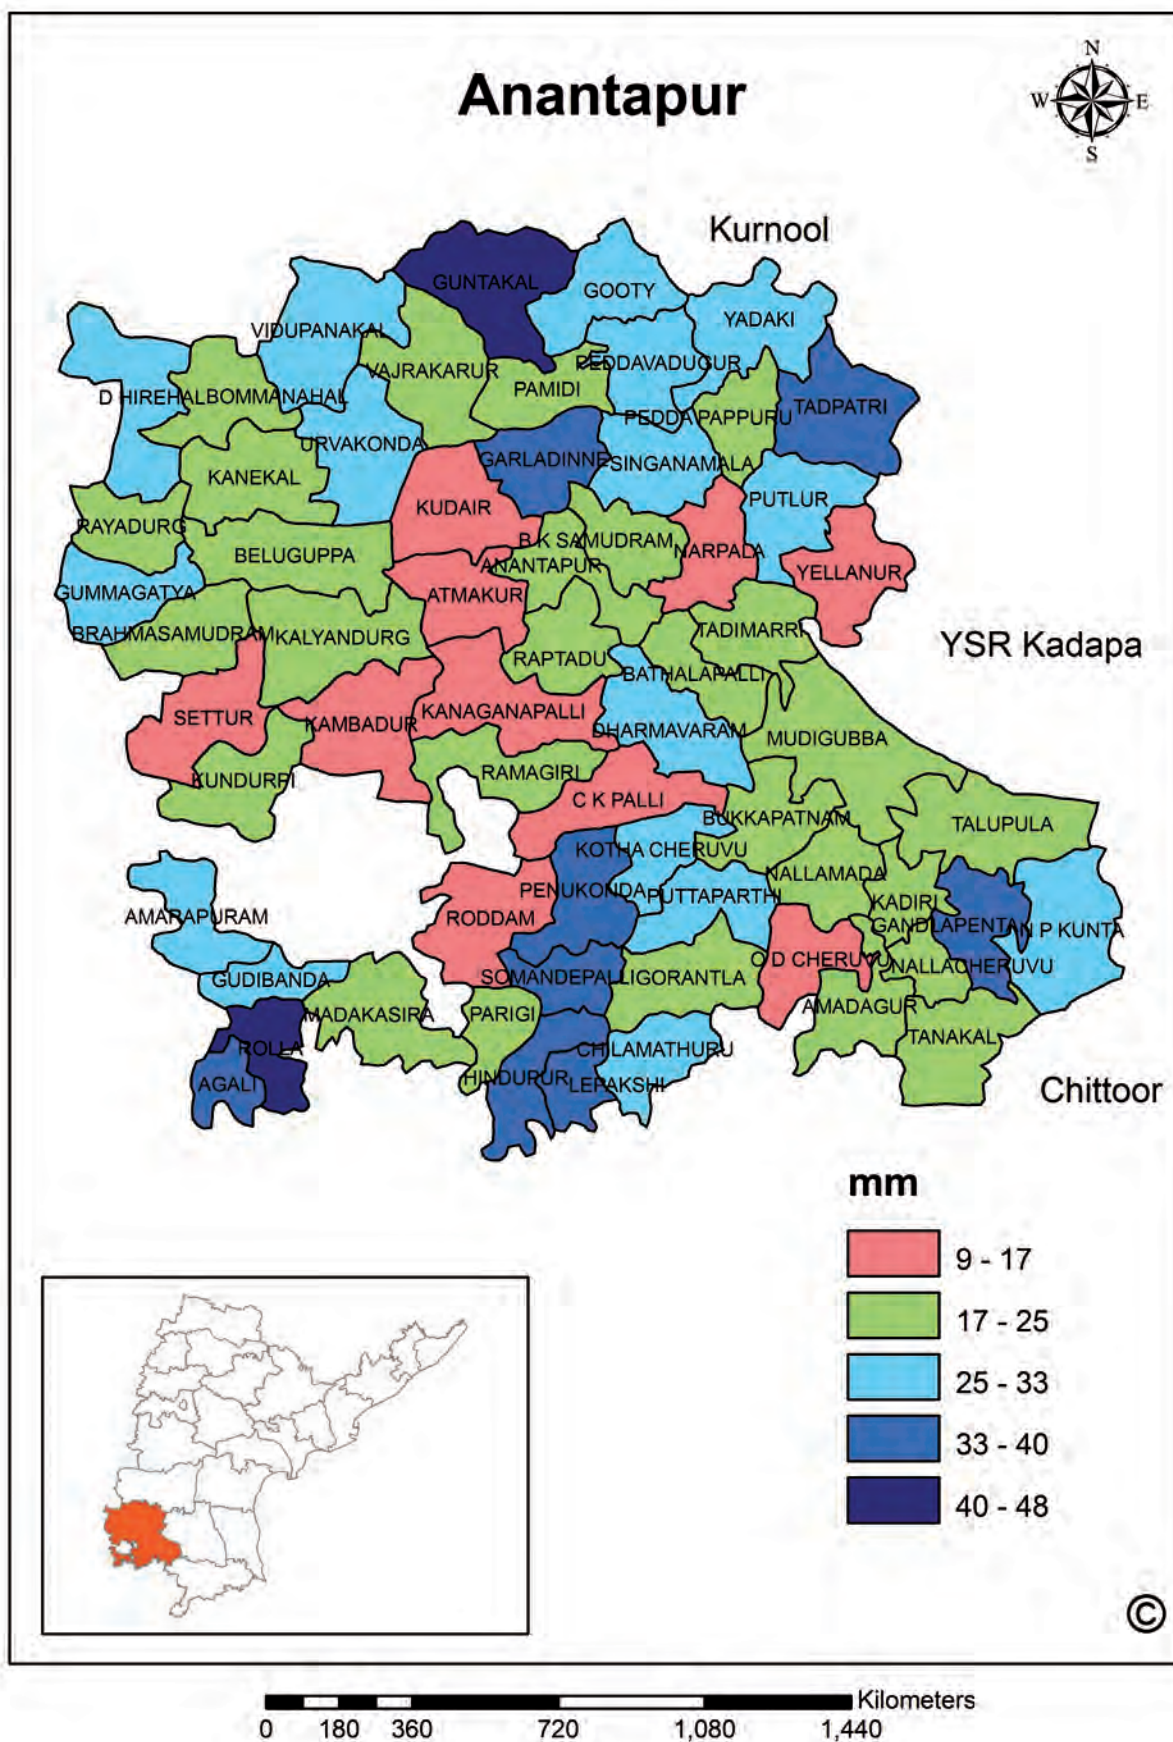 Anantapur
N
W E
S
Kurnool
GUNTAKAL
GOOTY
YADAKI
VIDUPANAKAL
PEDDAVADUGUR
VAJRAKARUR
PAMIDI
D HIREHAL
BOMMANAHAL
TADPATRI
PEDDA PAPPURU
URVAKONDA
GARLADINNE
SINGANAMALA
KANEKAL
PUTLUR
KUDAIR
RAYADURG
B K SAMUDRAM
NARPALA
BELUGUPPA
ANANTAPUR
YELLANUR
GUMMAGATYA
ATMAKUR
BRAHMASAMUDRAM
KALYANDURG
TADIMARRI
YSR Kadapa
RAPTADU
BATHALAPALLI
SETTUR
KAMBADUR
KANAGANAPALLI
DHARMAVARAM
MUDIGUBBA
KUNDURPI
RAMAGIRI
C K PALLI
BUKKAPATNAM
TALUPULA
KOTHA CHERUVU
NALLAMADA
PENUKONDA
PUTTAPARTHI
KADIRI
AMARAPURAM
RODDAM
GANDLAPENTA
N P KUNTA
O D CHERUVU
NALLACHERUVU
GUDIBANDA
SOMANDEPALLI
GORANTLA
MADAKASIRA
PARIGI
AMADAGUR
TANAKAL
ROLLA
CHILAMATHURU
AGALI
HINDUPUR
LEPAKSHI
Chittoor
mm
9 - 17
17 - 25
25 - 33
33 - 40
40 - 48
©
Kilometers
0 180 360 720 1,080 1,440